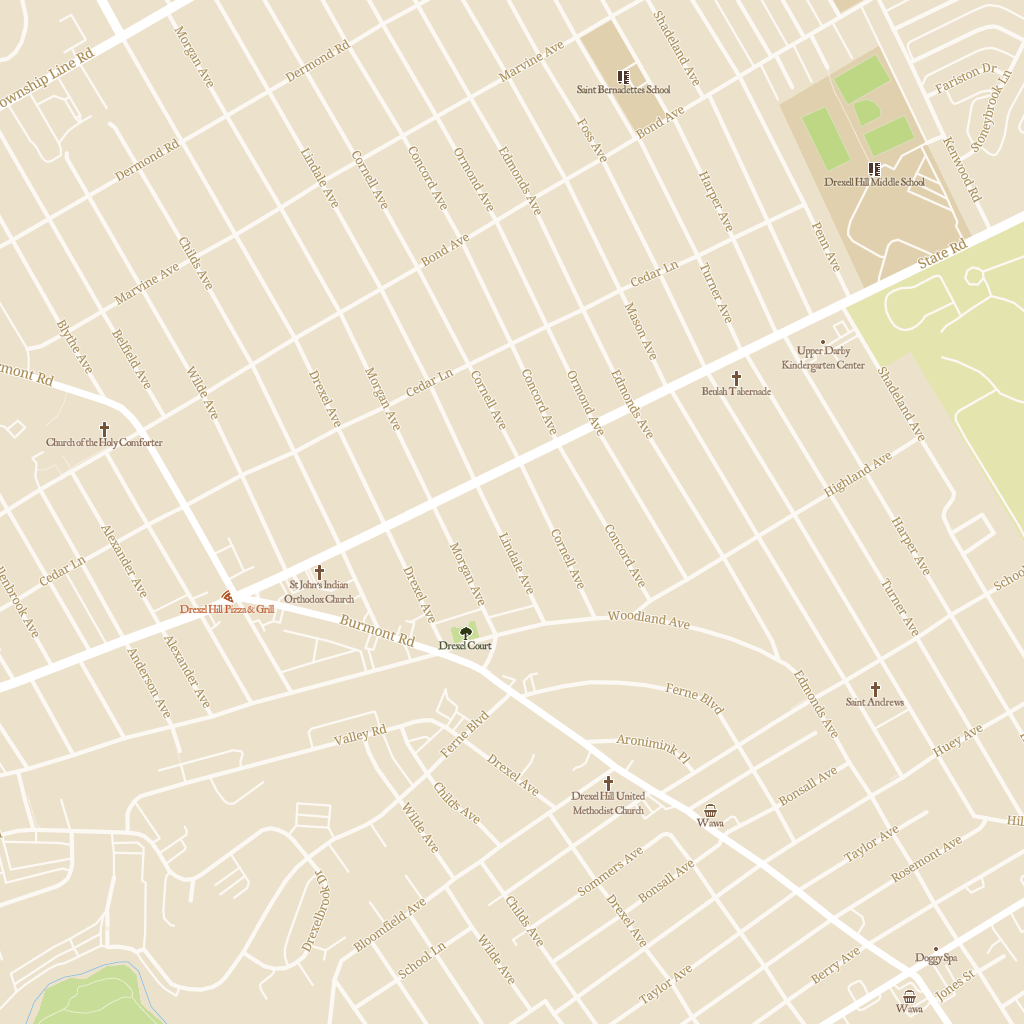 Morgan Ave
Dermond Rd
Marvine Ave
Shadeland Ave
Township Line Rd
Saint Bernadettes School
Fariston Dr
Stoneybrook Ln
Foss Ave
Bond Ave
Dermond Rd
Lindale Ave
Cornell Ave
Concord Ave
Ormond Ave
Edmonds Ave
Drexell Hill Middle School
Kenwood Rd
Harper Ave
Penn Ave
State Rd
Childs Ave
Bond Ave
Marvine Ave
Cedar Ln
Turner Ave
Mason Ave
Blythe Ave
Belfield Ave
Upper Darby
Kindergarten Center
Burmont Rd
Wilde Ave
Drexel Ave
Morgan Ave
Cedar Ln
Cornell Ave
Concord Ave
Ormond Ave
Edmonds Ave
Beulah Tabernacle
Shadeland Ave
Church of the Holy Comforter
Highland Ave
Alexander Ave
Cedar Ln
Morgan Ave
Lindale Ave
Cornell Ave
Concord Ave
Harper Ave
St John's Indian
Orthodox Church
Drexel Ave
Turner Ave
School
Drexel Hill Pizza & Grill
Burmont Rd
Drexel Court
Woodland Ave
Anderson Ave
Alexander Ave
Edmonds Ave
Ferne Blvd
Saint Andrews
Valley Rd
Ferne Blvd
Aronimink Pl
Huey Ave
Drexel Ave
Bonsall Ave
Drexel Hill United
Methodist Church
Childs Ave
Wilde Ave
Wawa
Taylor Ave
Rosemont Ave
Sommers Ave
Bonsall Ave
Drexelbrook Dr
Bloomfield Ave
Childs Ave
Drexel Ave
School Ln
Wilde Ave
Taylor Ave
Berry Ave
Doggy Spa
Jones St
Wawa